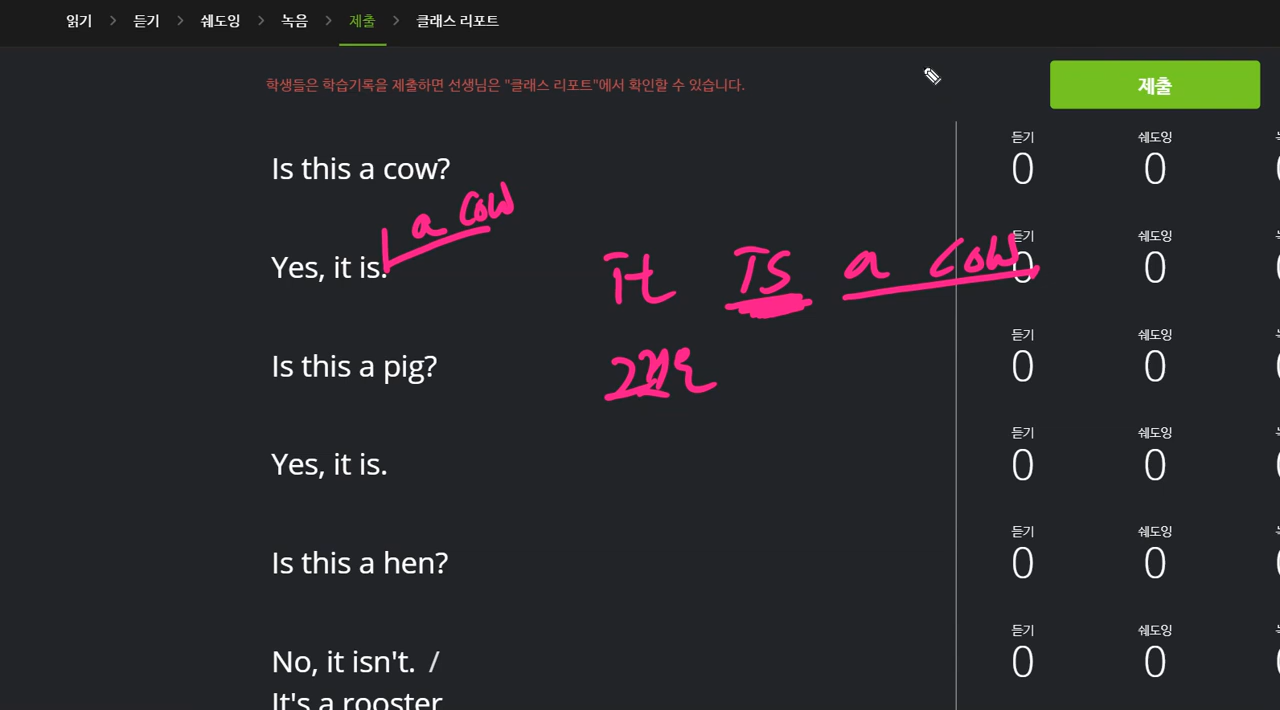 읽기 > 듣기 > 쉐도잉 > 녹음 > 제출 > 클래스 리포트
학생들은 학습기록을 제출하면 선생님은 "클래스 리포트"에서 확인할 수 있습니다.
제출
Is this a cow?
듣기 쉐도잉
0 0
a cow
Yes, it is.
it is a cow
듣기 쉐도잉
0 0
Is this a pig?
그것은
듣기 쉐도잉
0 0
Yes, it is.
듣기 쉐도잉
0 0
Is this a hen?
듣기 쉐도잉
0 0
No, it isn't. /
듣기 쉐도잉
0 0
It's a rooster